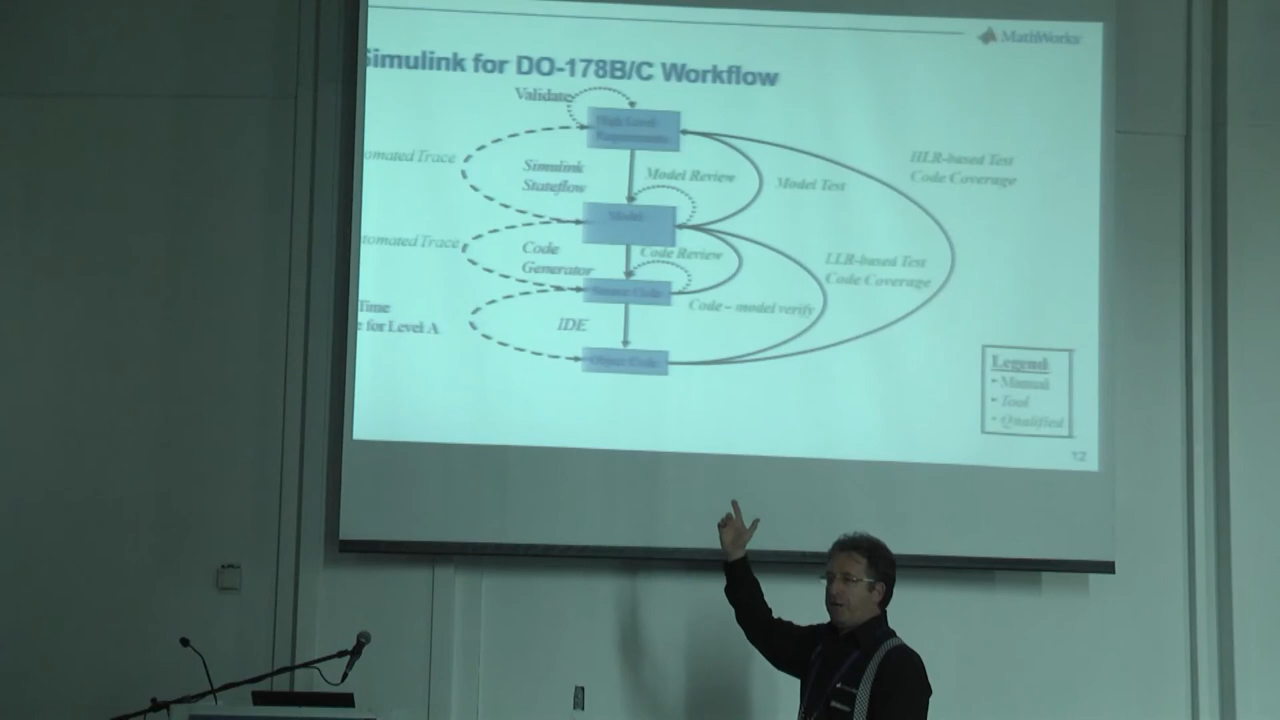 MathWorks
Simulink for DO-178B/C Workflow
Validate
High Level
Requirements
omated Trace
Simulink
Stateflow
Model Review
Model Test
HLR-based Test
Code Coverage
Model
tomated Trace
Code
Generator
Code Review
LLR-based Test
Code Coverage
Source Code
Code – model verify
Time
e for Level A
IDE
Object Code
Legend:
• Manual
• Tool
• Qualified
12